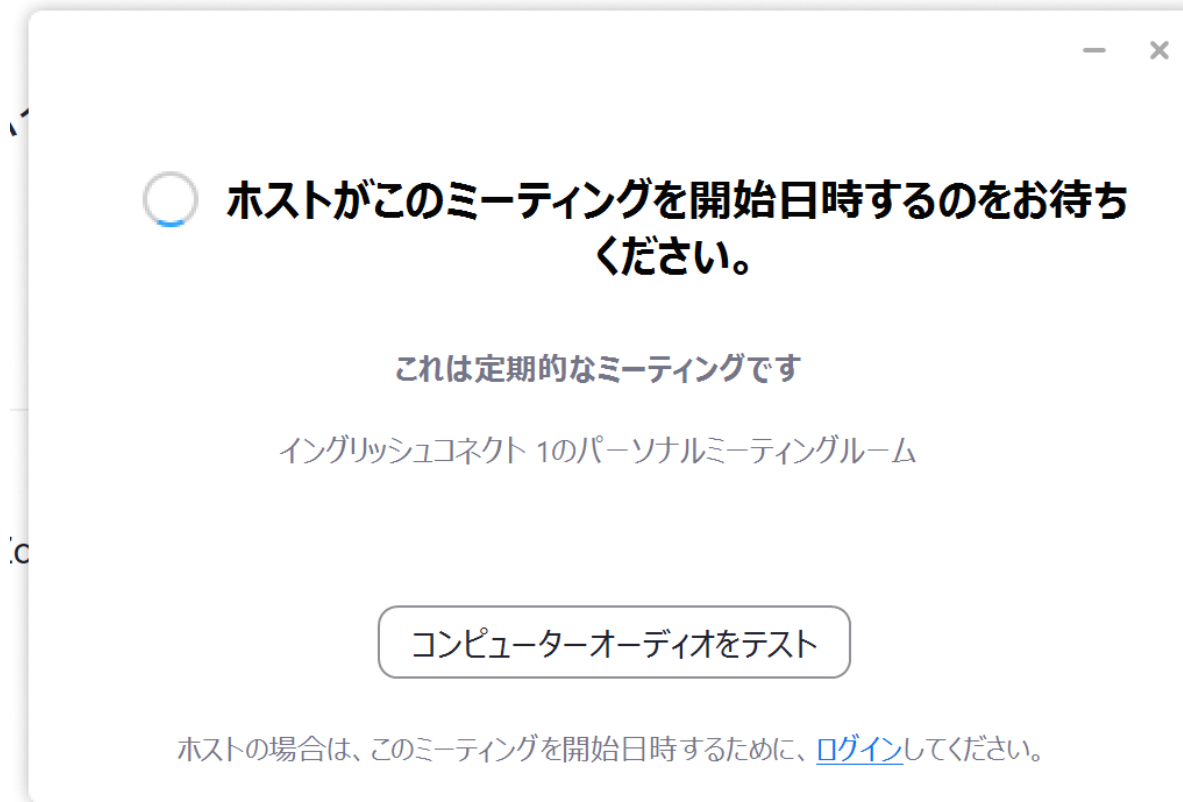 ホストがこのミーティングを開始日時するのをお待ち
ください。
これは定期的なミーティングです
イングリッシュコネクト 1のパーソナルミーティングルーム
コンピューターオーディオをテスト
ホストの場合は、このミーティングを開始日時するために、ログインしてください。